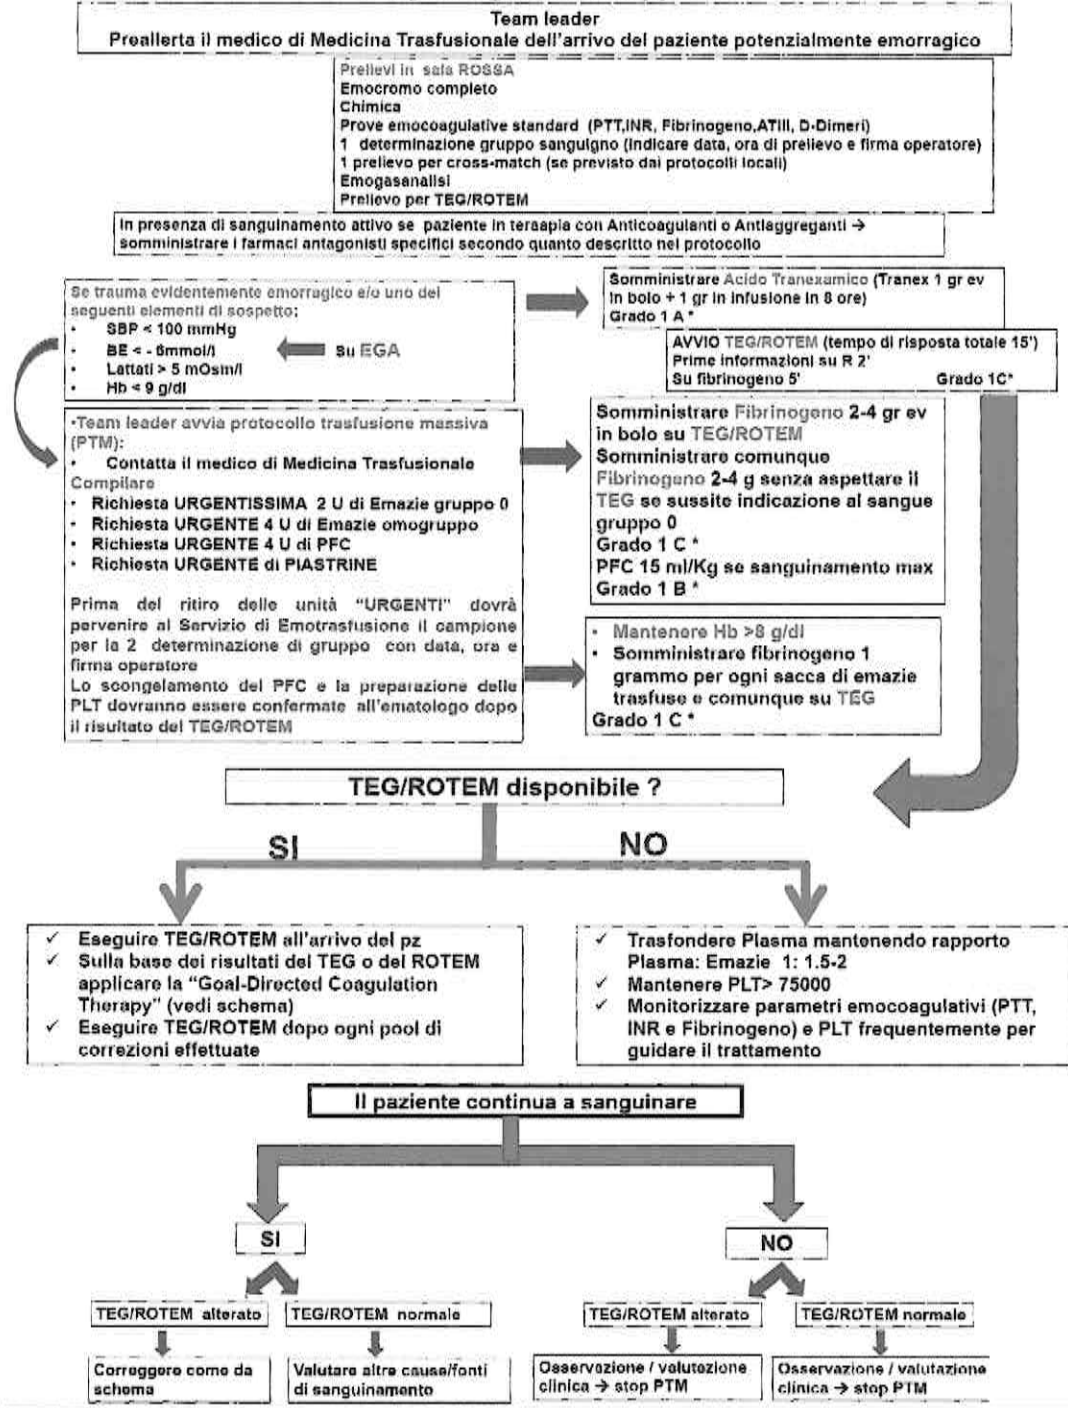 Team leader
Preallerta il medico di Medicina Trasfusionale dell'arrivo del paziente potenzialmente emorragico
Prelievi in sala ROSSA
Emocromo completo
Chimica
Prove emocoagulative standard (PTT,INR, Fibrinogeno,ATIII, D-Dimeri)
1 determinazione gruppo sanguigno (indicare data, ora di prelievo e firma operatore)
1 prelievo per cross-match (se previsto dai protocolli locali)
Emogasanalisi
Prelievo per TEG/ROTEM
In presenza di sanguinamento attivo se paziente in teraapia con Anticoagulanti o Antiaggreganti →
somministrare i farmaci antagonisti specifici secondo quanto descritto nel protocollo
Se trauma evidentemente emorragico e/o uno dei
seguenti elementi di sospetto:
• SBP < 100 mmHg
• BE < - 6mmol/l
Su EGA
• Lattati > 5 mOsm/l
• Hb < 9 g/dl
Somministrare Acido Tranexamico (Tranex 1 gr ev
in bolo + 1 gr in infusione in 8 ore)
Grado 1 A *
AVVIO TEG/ROTEM (tempo di risposta totale 15')
Prime informazioni su R 2'
Su fibrinogeno 5' Grado 1C*
•Team leader avvia protocollo trasfusione massiva
(PTM):
• Contatta il medico di Medicina Trasfusionale
Compilare
• Richiesta URGENTISSIMA 2 U di Emazie gruppo 0
• Richiesta URGENTE 4 U di Emazie omogruppo
• Richiesta URGENTE 4 U di PFC
• Richiesta URGENTE di PIASTRINE
Prima del ritiro delle unità “URGENTI” dovrà
pervenire al Servizio di Emotrasfusione il campione
per la 2 determinazione di gruppo con data, ora e
firma operatore
Lo scongelamento del PFC e la preparazione delle
PLT dovranno essere confermate all'ematologo dopo
il risultato del TEG/ROTEM
Somministrare Fibrinogeno 2-4 gr ev
in bolo su TEG/ROTEM
Somministrare comunque
Fibrinogeno 2-4 g senza aspettare il
TEG se sussite indicazione al sangue
gruppo 0
Grado 1 C *
PFC 15 ml/Kg se sanguinamento max
Grado 1 B *
• Mantenere Hb >8 g/dl
• Somministrare fibrinogeno 1
grammo per ogni sacca di emazie
trasfuse e comunque su TEG
Grado 1 C *
TEG/ROTEM disponibile ?
SI
NO
✓ Eseguire TEG/ROTEM all'arrivo del pz
✓ Sulla base dei risultati del TEG o del ROTEM
applicare la “Goal-Directed Coagulation
Therapy” (vedi schema)
✓ Eseguire TEG/ROTEM dopo ogni pool di
correzioni effettuate
✓ Trasfondere Plasma mantenendo rapporto
Plasma: Emazie 1: 1.5-2
✓ Mantenere PLT> 75000
✓ Monitorizzare parametri emocoagulativi (PTT,
INR e Fibrinogeno) e PLT frequentemente per
guidare il trattamento
Il paziente continua a sanguinare
SI
NO
TEG/ROTEM alterato
TEG/ROTEM normale
TEG/ROTEM alterato
TEG/ROTEM normale
Correggere come da
schema
Valutare altre cause/fonti
di sanguinamento
Osservazione / valutazione
clinica → stop PTM
Osservazione / valutazione
clinica → stop PTM